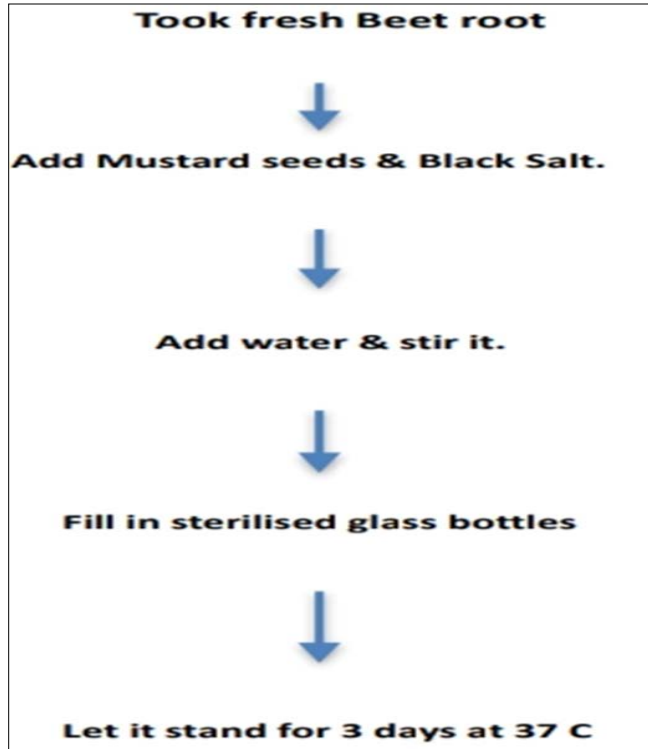 Took fresh Beet root
Add Mustard seeds & Black Salt.
Add water & stir it.
Fill in sterilised glass bottles
Let it stand for 3 days at 37 C